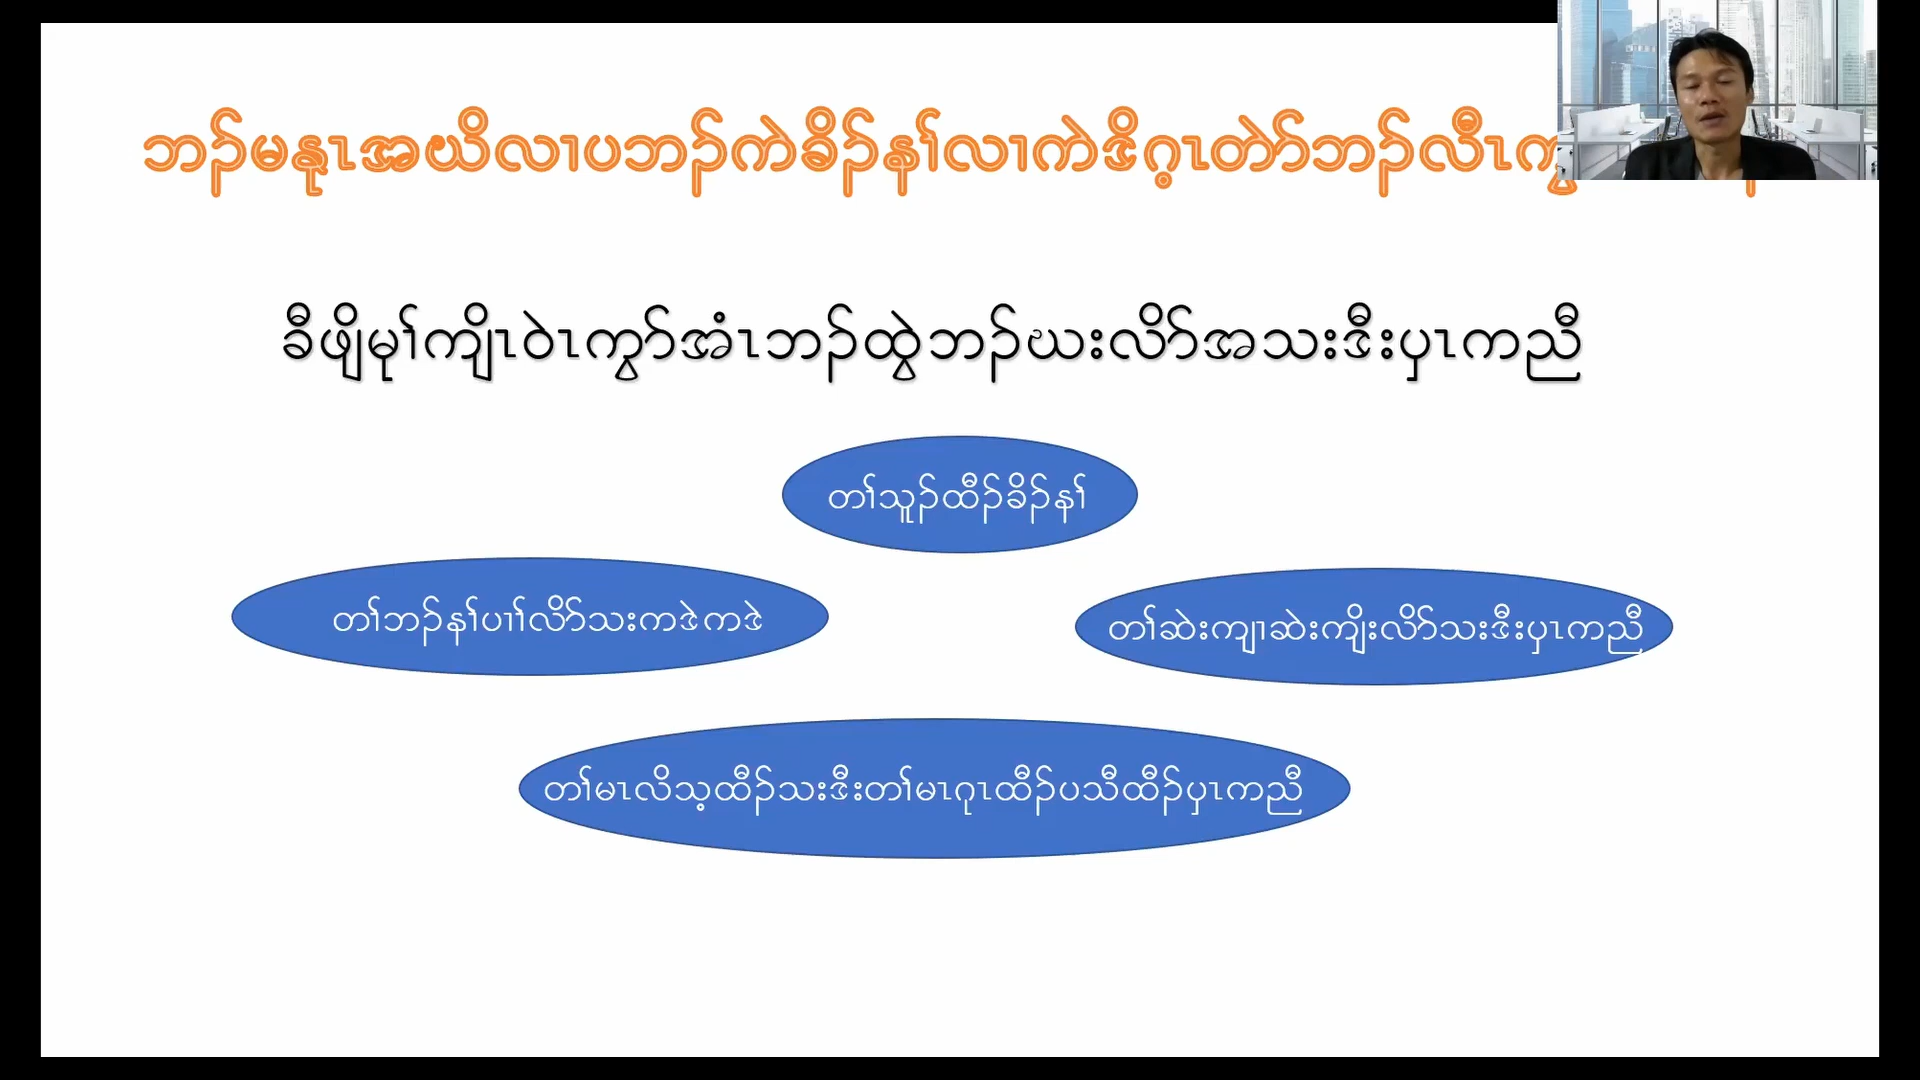 ဘၣ်မနုၤအဃိလၢပဘၣ်ကဲခိၣ်နၢ်လၢကဲဒိဂ့ၤတဲာ်ဘၣ်လီၤ
ခီဖျိမုၢ်ကျိၤဝဲၤကွာ်အံၤဘၣ်ထွဲဘၣ်ဃးလိာ်အသးဒီးပှၤကညီ
တၢ်သူၣ်ထီၣ်ခိၣ်နၢ်
တၢ်ဘၣ်နၢ်ပၢၢ်လိာ်သးကဒဲကဒဲ
တၢ်ဆဲးကျၢဆဲးကျိးလိာ်သးဒီးပှၤကညီ
တၢ်မၤလိသ့ထီၣ်သးဒီးတၢ်မၤဂုၤထီၣ်ပသီထီၣ်ပှၤကညီ